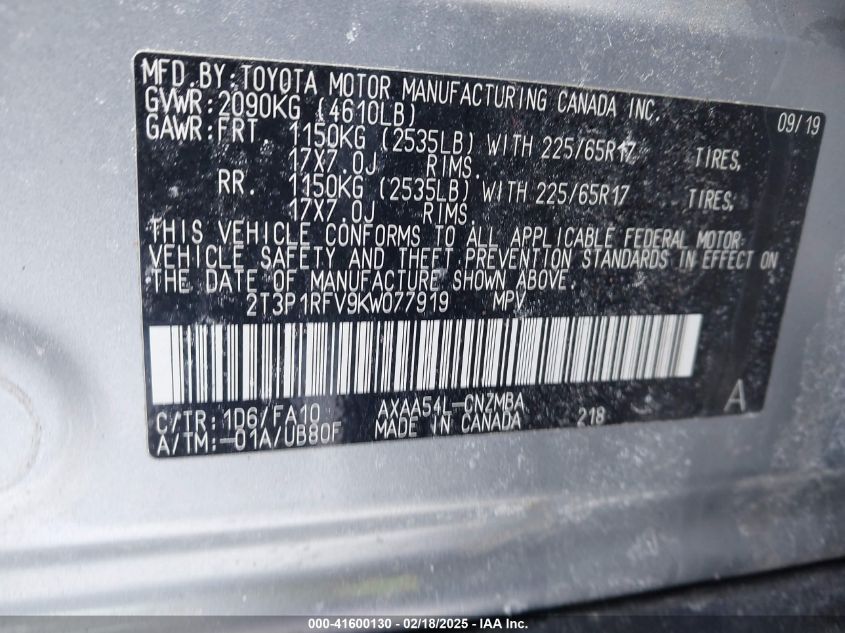 MFD. BY: TOYOTA MOTOR MANUFACTURING CANADA INC.
GVWR: 2090KG (4610LB) 09/19
GAWR: FRT. 1150KG (2535LB) WITH 225/65R17 TIRES,
17X7.0J RIMS.
RR. 1150KG (2535LB) WITH 225/65R17 TIRES,
17X7.0J RIMS.
THIS VEHICLE CONFORMS TO ALL APPLICABLE FEDERAL MOTOR
VEHICLE SAFETY AND THEFT PREVENTION STANDARDS IN EFFECT ON
THE DATE OF MANUFACTURE SHOWN ABOVE.
2T3P1RFV9KW077919 MPV
C/TR: 1D6/FA10 AXAA54L-CNZMBA A
A/TM:-01A/UB80F MADE IN CANADA 218
000-41600130 - 02/18/2025 - IAA Inc.